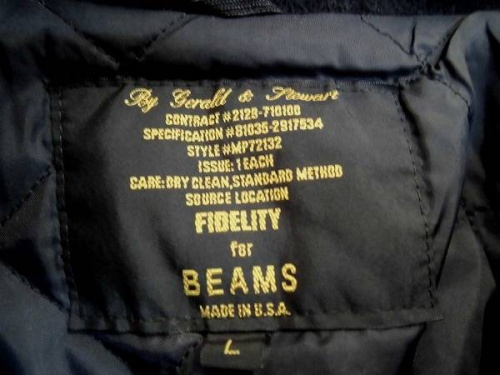 By Gerald & Stewart
CONTRACT #2128-710100
SPECIFICATION #81035-2917534
STYLE #MP72132
ISSUE: 1 EACH
CARE: DRY CLEAN, STANDARD METHOD
SOURCE LOCATION
FIDELITY
for
BEAMS
MADE IN U.S.A.
L